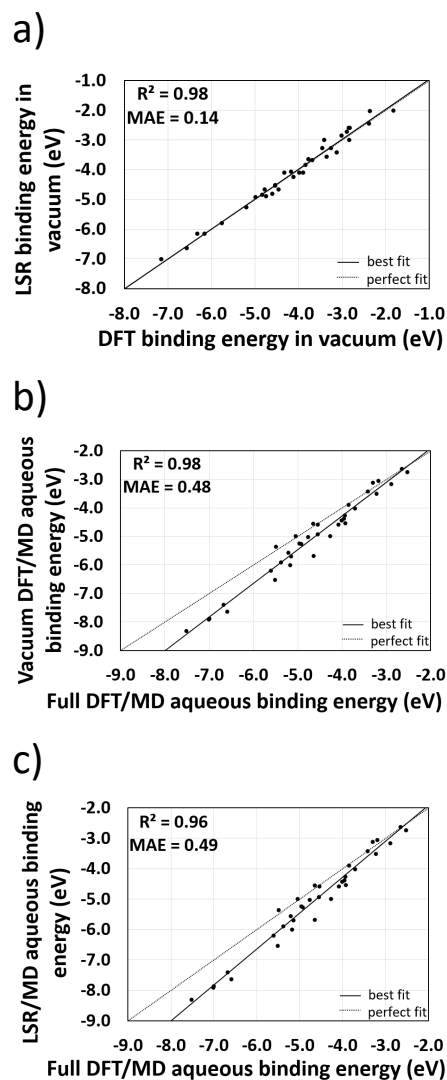 a)
LSR binding energy in
vacuum (eV)
-1.0
-2.0
-3.0
-4.0
-5.0
-6.0
-7.0
-8.0
R² = 0.98
MAE = 0.14
best fit
perfect fit
-8.0 -7.0 -6.0 -5.0 -4.0 -3.0 -2.0 -1.0
DFT binding energy in vacuum (eV)
b)
Vacuum DFT/MD aqueous
binding energy (eV)
-2.0
-3.0
-4.0
-5.0
-6.0
-7.0
-8.0
-9.0
R² = 0.98
MAE = 0.48
best fit
perfect fit
-9.0 -8.0 -7.0 -6.0 -5.0 -4.0 -3.0 -2.0
Full DFT/MD aqueous binding energy (eV)
c)
LSR/MD aqueous binding
energy (eV)
-2.0
-3.0
-4.0
-5.0
-6.0
-7.0
-8.0
-9.0
R² = 0.96
MAE = 0.49
best fit
perfect fit
-9.0 -8.0 -7.0 -6.0 -5.0 -4.0 -3.0 -2.0
Full DFT/MD aqueous binding energy (eV)